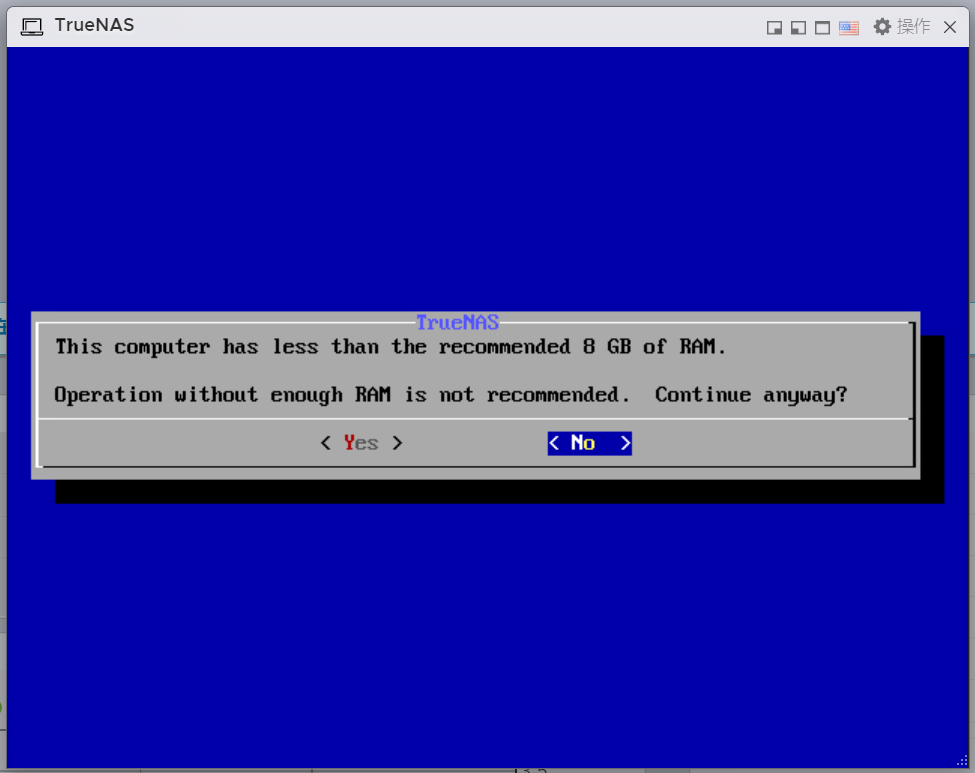 TrueNAS
操作
TrueNAS
This computer has less than the recommended 8 GB of RAM.
Operation without enough RAM is not recommended.  Continue anyway?
< Yes >
< No >